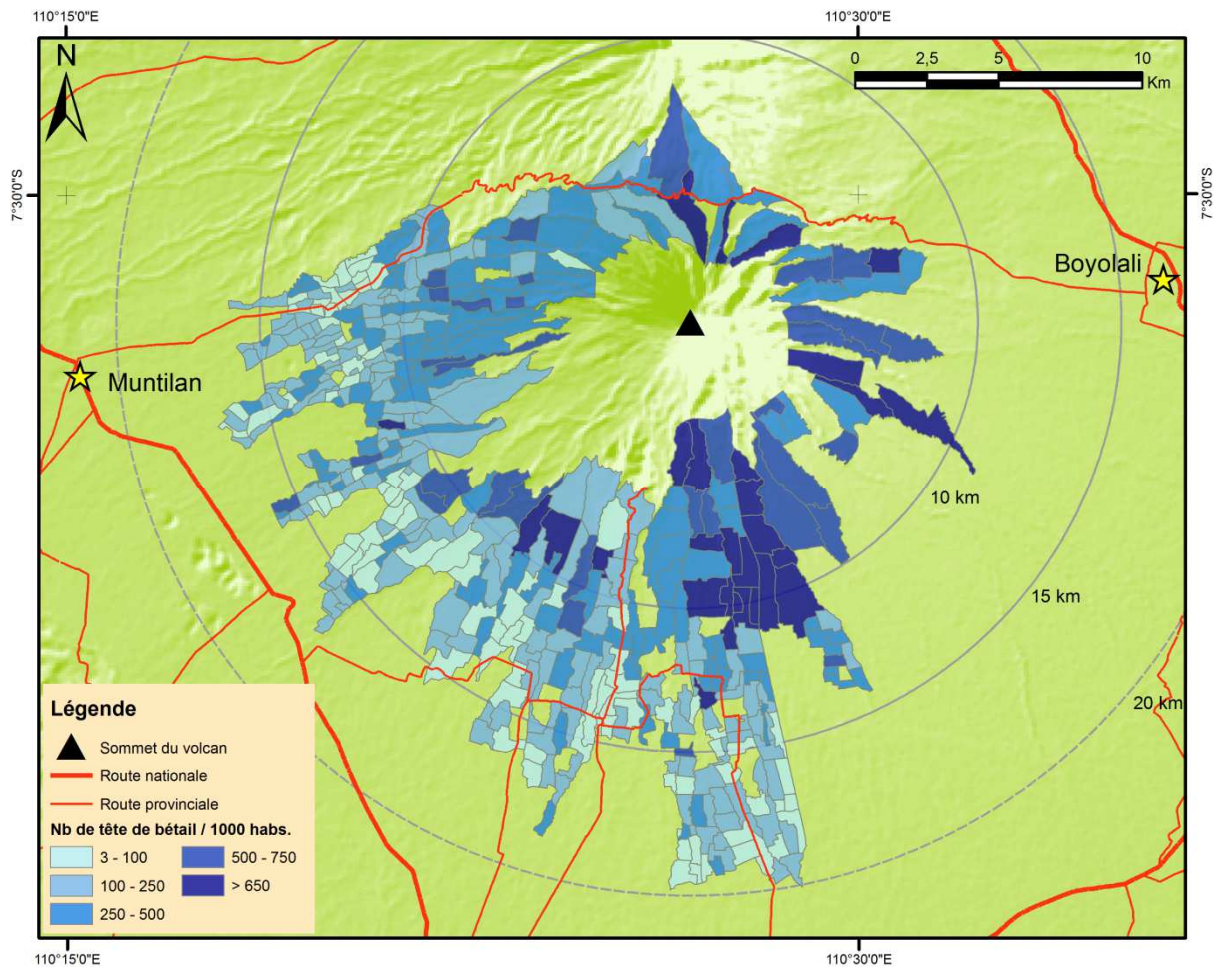 110°15'0"E
110°30'0"E
N
0
2,5
5
10
Km
7°30'0"S
7°30'0"S
Boyolali
Muntilan
10 km
15 km
20 km
Légende
Sommet du volcan
Route nationale
Route provinciale
Nb de tête de bétail / 1000 habs.
3 - 100
500 - 750
100 - 250
> 650
250 - 500
110°15'0"E
110°30'0"E